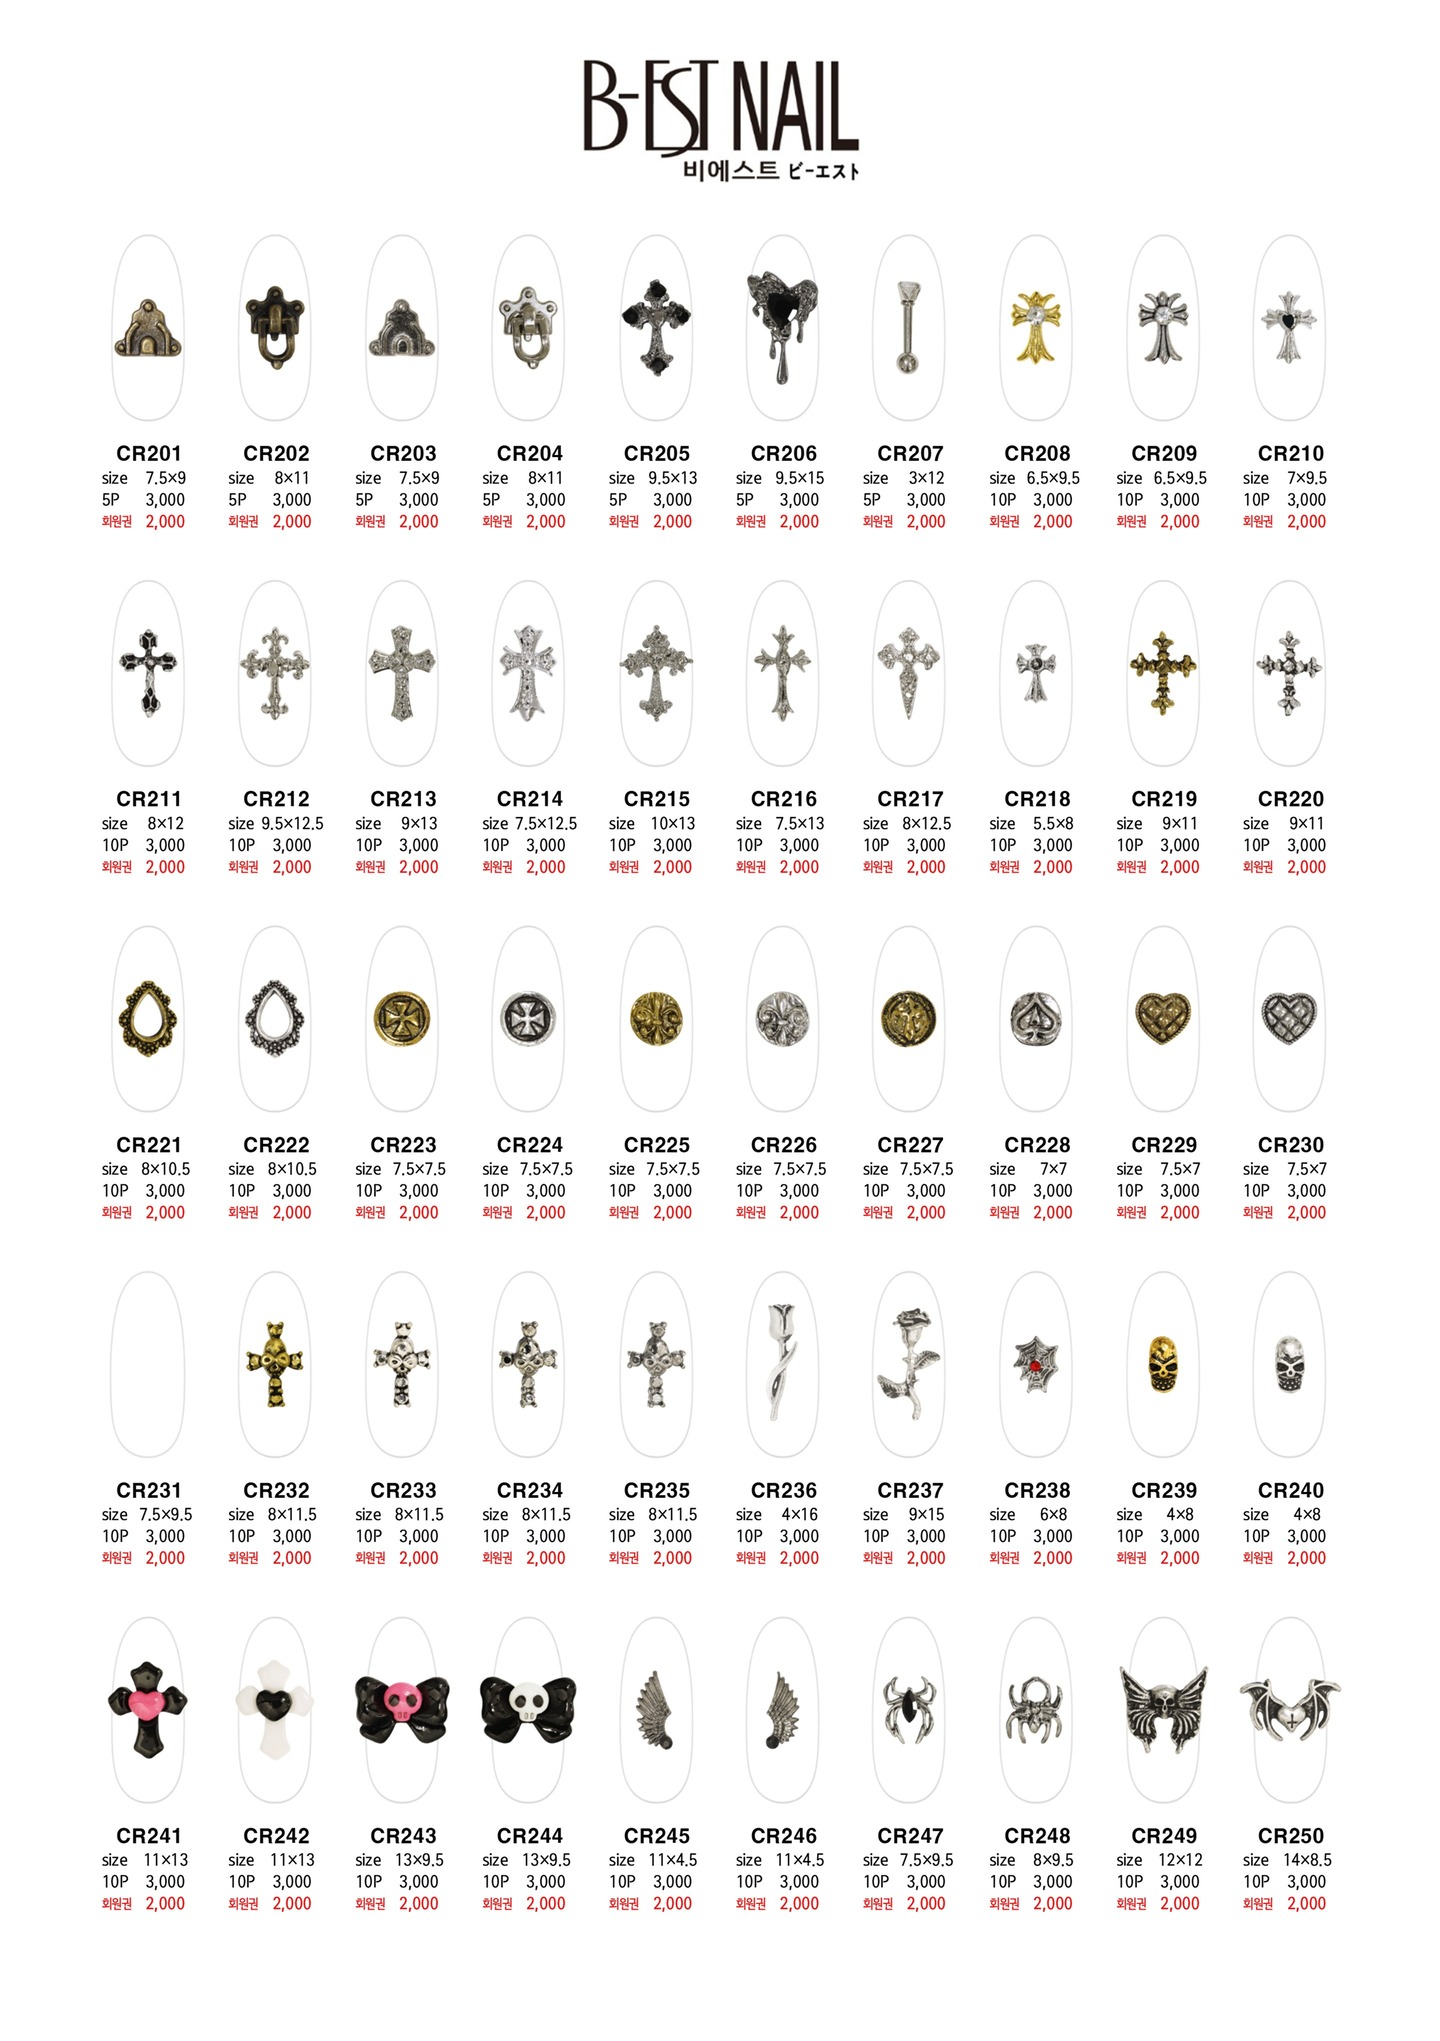 B-EST NAIL
비에스트 ビーエスト
CR201 CR202 CR203 CR204 CR205 CR206 CR207 CR208 CR209 CR210
size 7.5×9 size 8×11 size 7.5×9 size 8×11 size 9.5×13 size 9.5×15 size 3×12 size 6.5×9.5 size 6.5×9.5 size 7×9.5
5P 3,000 5P 3,000 5P 3,000 5P 3,000 5P 3,000 5P 3,000 5P 3,000 10P 3,000 10P 3,000 10P 3,000
회원권 2,000 회원권 2,000 회원권 2,000 회원권 2,000 회원권 2,000 회원권 2,000 회원권 2,000 회원권 2,000 회원권 2,000 회원권 2,000
CR211 CR212 CR213 CR214 CR215 CR216 CR217 CR218 CR219 CR220
size 8×12 size 9.5×12.5 size 9×13 size 7.5×12.5 size 10×13 size 7.5×13 size 8×12.5 size 5.5×8 size 9×11 size 9×11
10P 3,000 10P 3,000 10P 3,000 10P 3,000 10P 3,000 10P 3,000 10P 3,000 10P 3,000 10P 3,000 10P 3,000
회원권 2,000 회원권 2,000 회원권 2,000 회원권 2,000 회원권 2,000 회원권 2,000 회원권 2,000 회원권 2,000 회원권 2,000 회원권 2,000
CR221 CR222 CR223 CR224 CR225 CR226 CR227 CR228 CR229 CR230
size 8×10.5 size 8×10.5 size 7.5×7.5 size 7.5×7.5 size 7.5×7.5 size 7.5×7.5 size 7.5×7.5 size 7×7 size 7.5×7 size 7.5×7
10P 3,000 10P 3,000 10P 3,000 10P 3,000 10P 3,000 10P 3,000 10P 3,000 10P 3,000 10P 3,000 10P 3,000
회원권 2,000 회원권 2,000 회원권 2,000 회원권 2,000 회원권 2,000 회원권 2,000 회원권 2,000 회원권 2,000 회원권 2,000 회원권 2,000
CR231 CR232 CR233 CR234 CR235 CR236 CR237 CR238 CR239 CR240
size 7.5×9.5 size 8×11.5 size 8×11.5 size 8×11.5 size 8×11.5 size 4×16 size 9×15 size 6×8 size 4×8 size 4×8
10P 3,000 10P 3,000 10P 3,000 10P 3,000 10P 3,000 10P 3,000 10P 3,000 10P 3,000 10P 3,000 10P 3,000
회원권 2,000 회원권 2,000 회원권 2,000 회원권 2,000 회원권 2,000 회원권 2,000 회원권 2,000 회원권 2,000 회원권 2,000 회원권 2,000
CR241 CR242 CR243 CR244 CR245 CR246 CR247 CR248 CR249 CR250
size 11×13 size 11×13 size 13×9.5 size 13×9.5 size 11×4.5 size 11×4.5 size 7.5×9.5 size 8×9.5 size 12×12 size 14×8.5
10P 3,000 10P 3,000 10P 3,000 10P 3,000 10P 3,000 10P 3,000 10P 3,000 10P 3,000 10P 3,000 10P 3,000
회원권 2,000 회원권 2,000 회원권 2,000 회원권 2,000 회원권 2,000 회원권 2,000 회원권 2,000 회원권 2,000 회원권 2,000 회원권 2,000